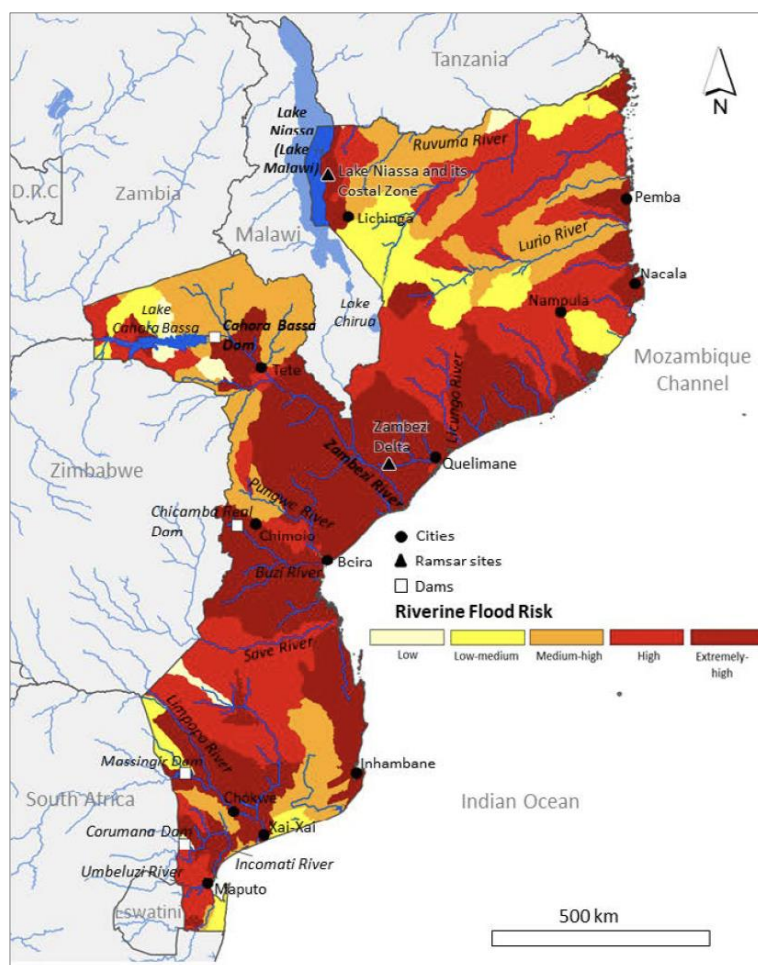 Tanzania
N
Lake
Niassa
(Lake
Malawi)
Ruvuma River
D.R.C
Zambia
Lake Niassa and its
Costal Zone
Pemba
Lichinga
Malawi
Lurio River
Nacala
Lake
Chirua
Nampula
Lake
Cahora Bassa
Cahora Bassa
Dam
Mozambique
Channel
Tete
Licungo River
Zambezi
Delta
Zambezi River
Quelimane
Zimbabwe
Pungwe River
Chicamba Real
Dam
Chimoio
Cities
Beira
Ramsar sites
Buzi River
Dams
Riverine Flood Risk
Low
Low-medium
Medium-high
High
Extremely-
high
Save River
Limpopo River
Massingir Dam
Inhambane
South Africa
Chokwe
Indian Ocean
Xai-Xai
Corumana Dam
Incomati River
Umbeluzi River
Maputo
Eswatini
500 km